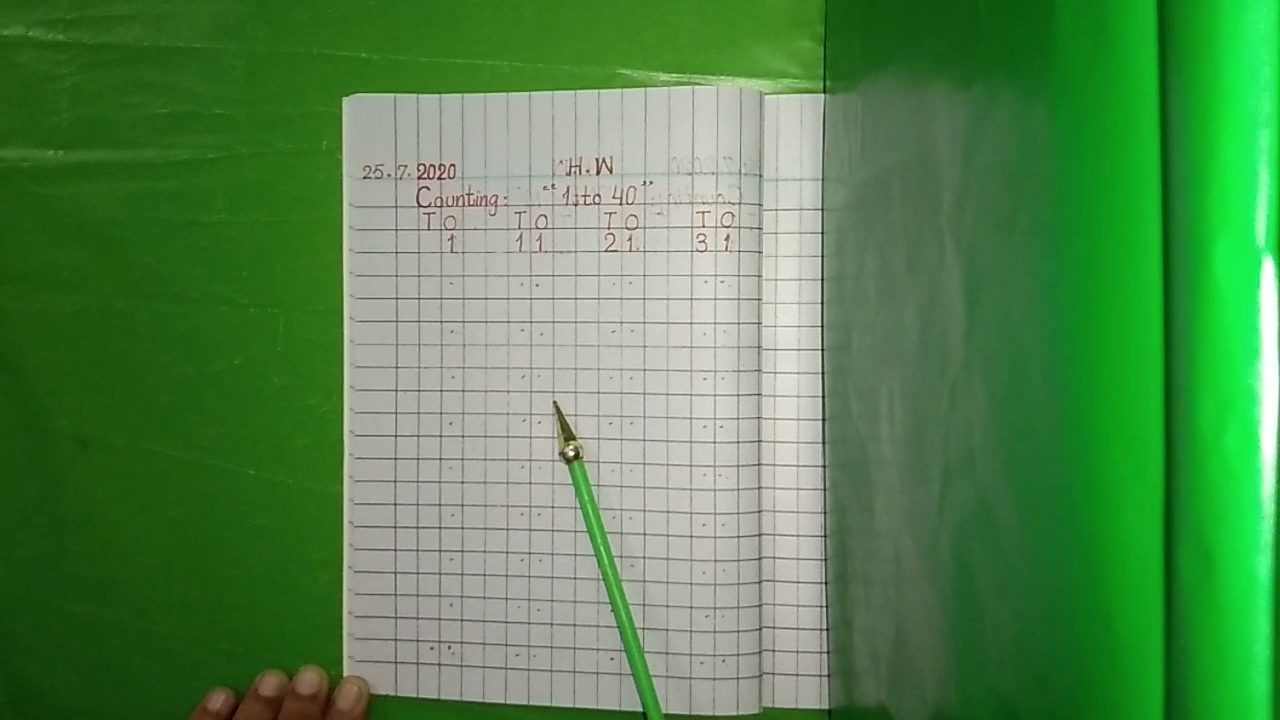 25.7.2020 H.W
Counting: "1 to 40"
T O T O T O T O
1 1 1 2 1 3 1